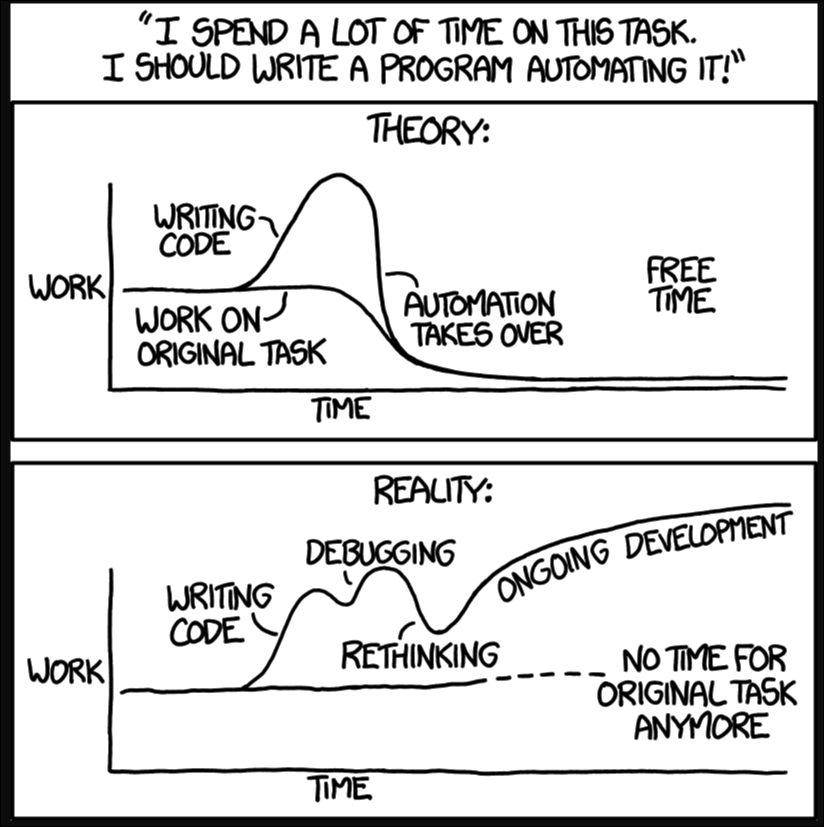 "I SPEND A LOT OF TIME ON THIS TASK.
I SHOULD WRITE A PROGRAM AUTOMATING IT!"
THEORY:
WRITING
CODE
WORK
WORK ON
ORIGINAL TASK
AUTOMATION
TAKES OVER
FREE
TIME
TIME
REALITY:
WRITING
CODE
DEBUGGING
RETHINKING
ONGOING DEVELOPMENT
WORK
NO TIME FOR
ORIGINAL TASK
ANYMORE
TIME